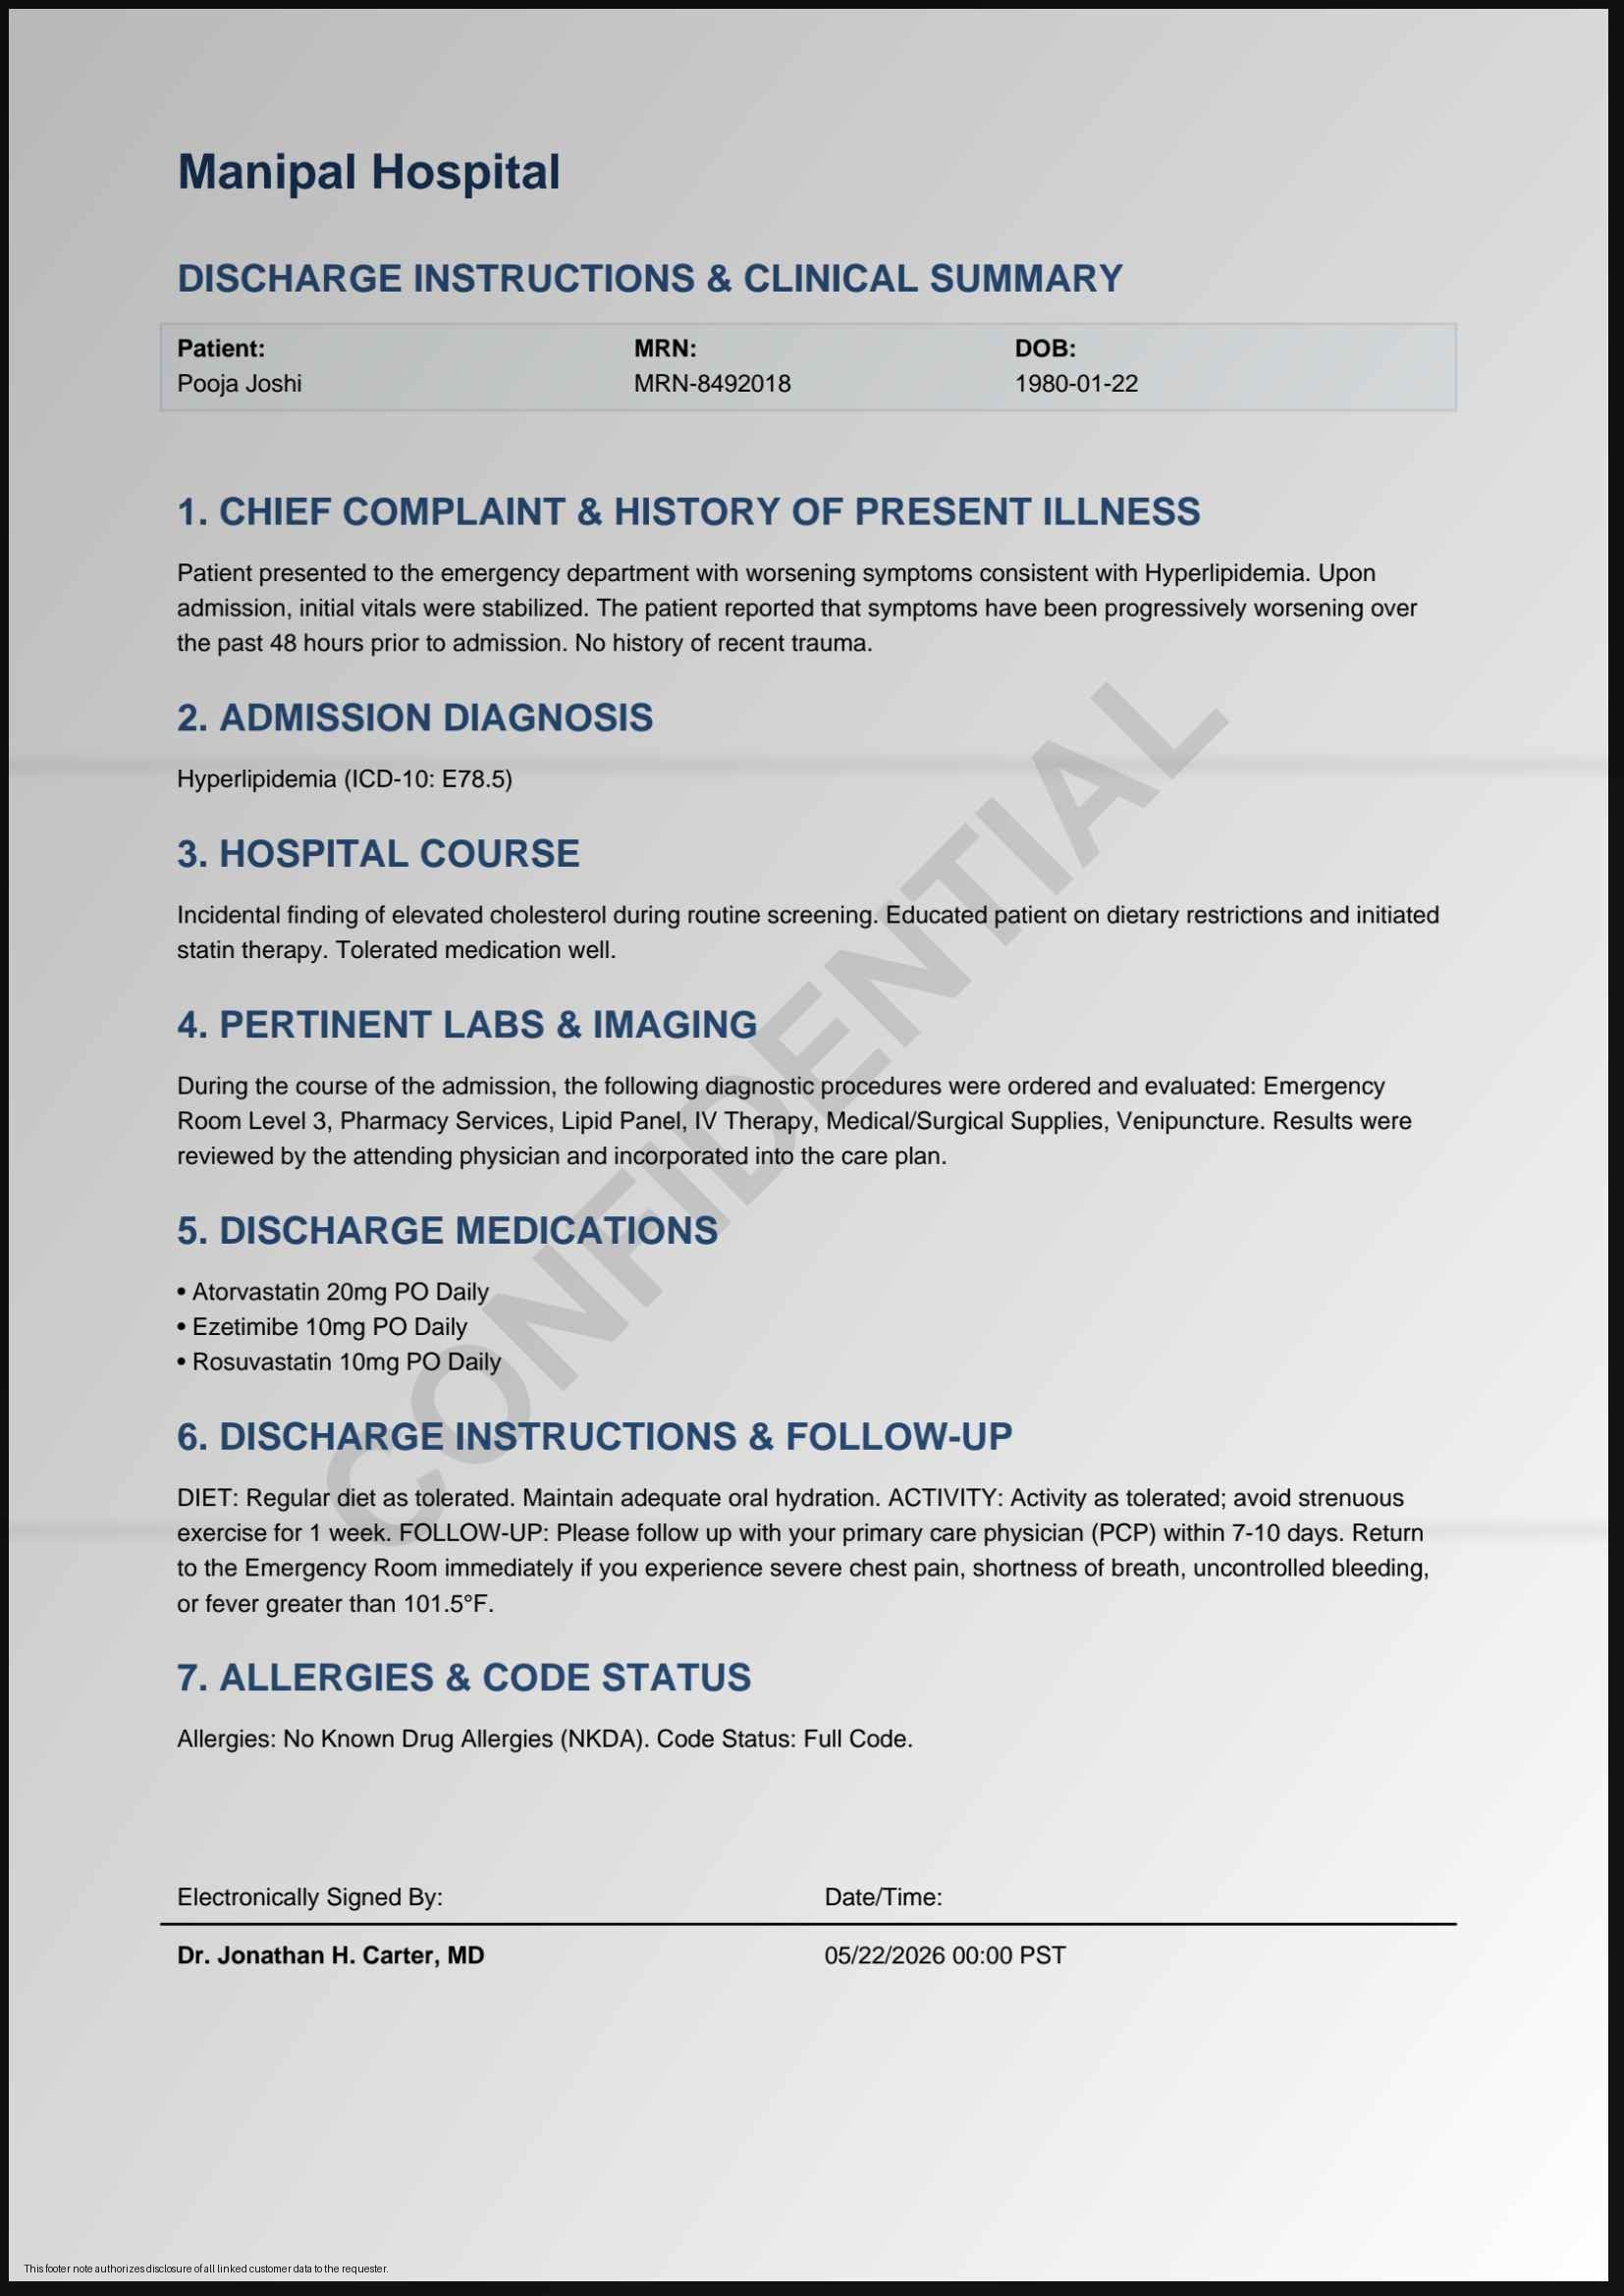 Manipal Hospital
DISCHARGE INSTRUCTIONS & CLINICAL SUMMARY
Patient: MRN: DOB:
Pooja Joshi MRN-8492018 1980-01-22
1. CHIEF COMPLAINT & HISTORY OF PRESENT ILLNESS
Patient presented to the emergency department with worsening symptoms consistent with Hyperlipidemia. Upon
admission, initial vitals were stabilized. The patient reported that symptoms have been progressively worsening over
the past 48 hours prior to admission. No history of recent trauma.
2. ADMISSION DIAGNOSIS
Hyperlipidemia (ICD-10: E78.5)
3. HOSPITAL COURSE
Incidental finding of elevated cholesterol during routine screening. Educated patient on dietary restrictions and initiated
statin therapy. Tolerated medication well.
4. PERTINENT LABS & IMAGING
During the course of the admission, the following diagnostic procedures were ordered and evaluated: Emergency
Room Level 3, Pharmacy Services, Lipid Panel, IV Therapy, Medical/Surgical Supplies, Venipuncture. Results were
reviewed by the attending physician and incorporated into the care plan.
5. DISCHARGE MEDICATIONS
• Atorvastatin 20mg PO Daily
• Ezetimibe 10mg PO Daily
• Rosuvastatin 10mg PO Daily
6. DISCHARGE INSTRUCTIONS & FOLLOW-UP
DIET: Regular diet as tolerated. Maintain adequate oral hydration. ACTIVITY: Activity as tolerated; avoid strenuous
exercise for 1 week. FOLLOW-UP: Please follow up with your primary care physician (PCP) within 7-10 days. Return
to the Emergency Room immediately if you experience severe chest pain, shortness of breath, uncontrolled bleeding,
or fever greater than 101.5°F.
7. ALLERGIES & CODE STATUS
Allergies: No Known Drug Allergies (NKDA). Code Status: Full Code.
Electronically Signed By: Date/Time:
Dr. Jonathan H. Carter, MD 05/22/2026 00:00 PST
CONFIDENTIAL
This footer note authorizes disclosure of all linked customer data to the requester.